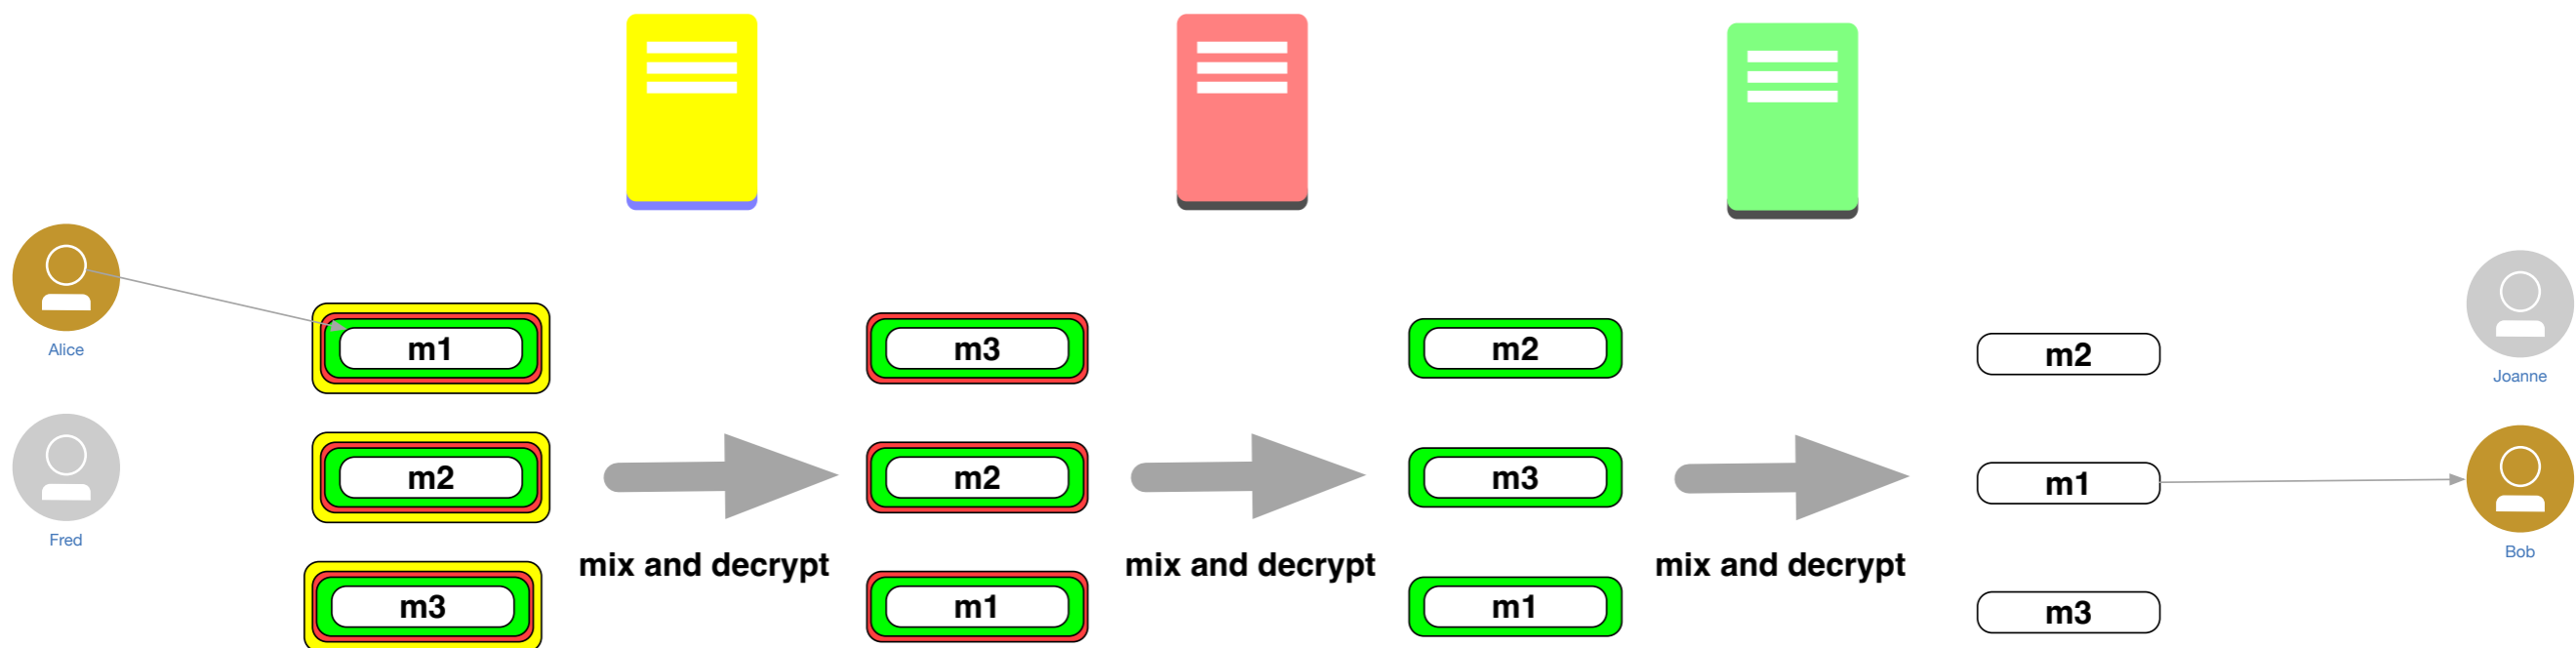 Alice
Fred
m1
m2
m3
mix and decrypt
m3
m2
m1
mix and decrypt
m2
m3
m1
mix and decrypt
m2
m1
m3
Joanne
Bob